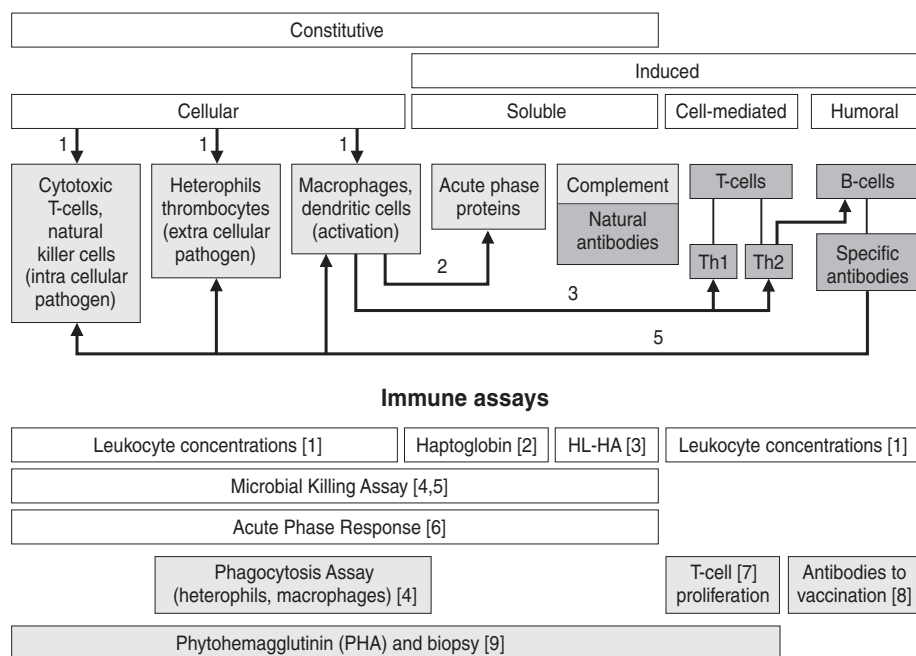 Constitutive
Induced
Cellular
Soluble
Cell-mediated
Humoral
1
1
1
Cytotoxic
T-cells,
natural
killer cells
(intra cellular
pathogen)
Heterophils
thrombocytes
(extra cellular
pathogen)
Macrophages,
dendritic cells
(activation)
Acute phase
proteins
Complement
Natural
antibodies
T-cells
B-cells
Th1
Th2
Specific
antibodies
2
3
5
Immune assays
Leukocyte concentrations [1]
Haptoglobin [2]
HL-HA [3]
Leukocyte concentrations [1]
Microbial Killing Assay [4,5]
Acute Phase Response [6]
Phagocytosis Assay
(heterophils, macrophages) [4]
T-cell [7]
proliferation
Antibodies to
vaccination [8]
Phytohemagglutinin (PHA) and biopsy [9]